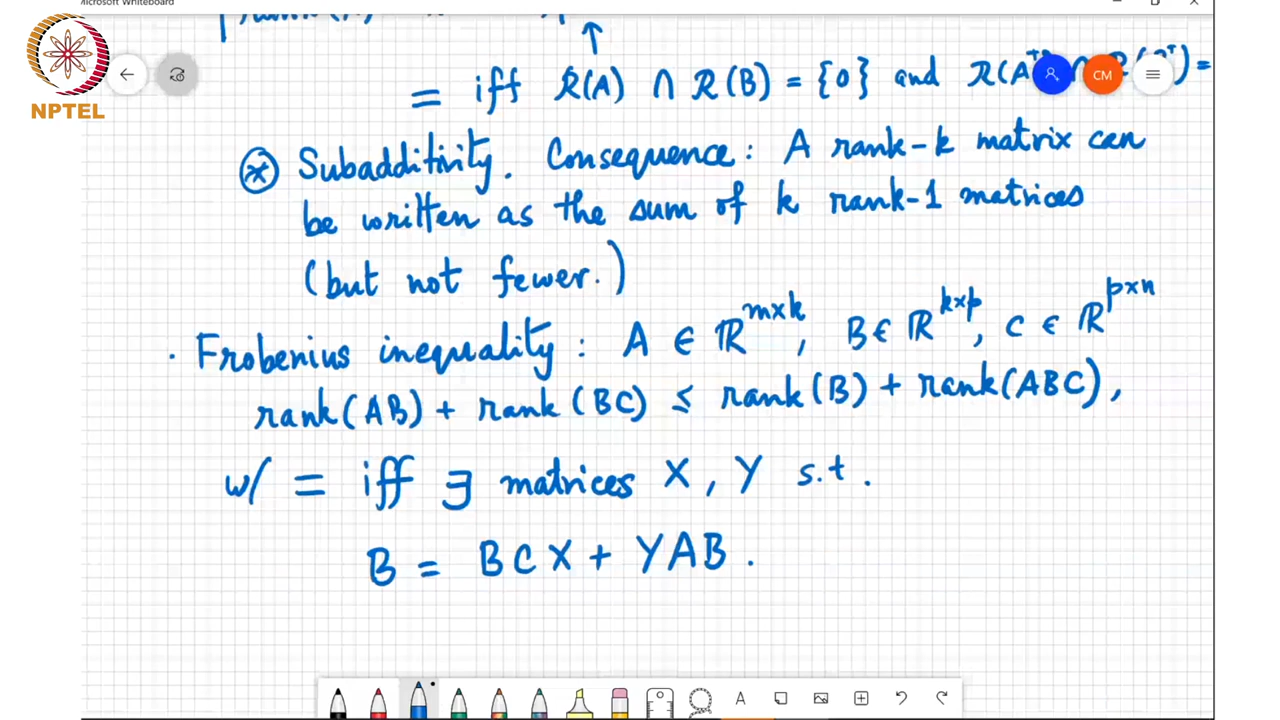 Microsoft Whiteboard
NPTEL
= iff R(A) ∩ R(B) = {0} and =
CM
* Subadditivity. Consequence: A rank-k matrix can
be written as the sum of k rank-1 matrices
(but not fewer.)
· Frobenius inequality: A ∈ ℝ^{m×k}, B ∈ ℝ^{k×p}, C ∈ ℝ^{p×n}
rank(AB) + rank(BC) ≤ rank(B) + rank(ABC),
w/ = iff ∃ matrices X, Y s.t.
B = BCX + YAB.